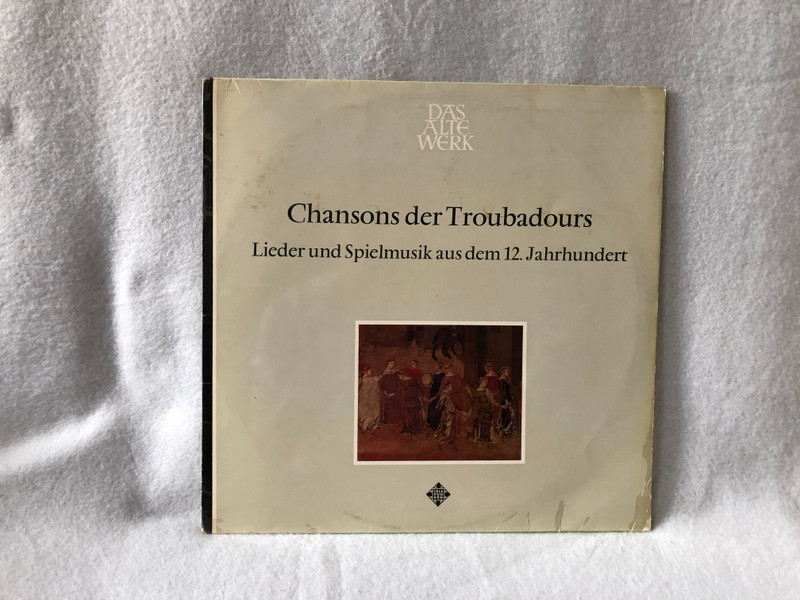 DAS
ALTE
WERK
Chansons der Troubadours
Lieder und Spielmusik aus dem 12. Jahrhundert